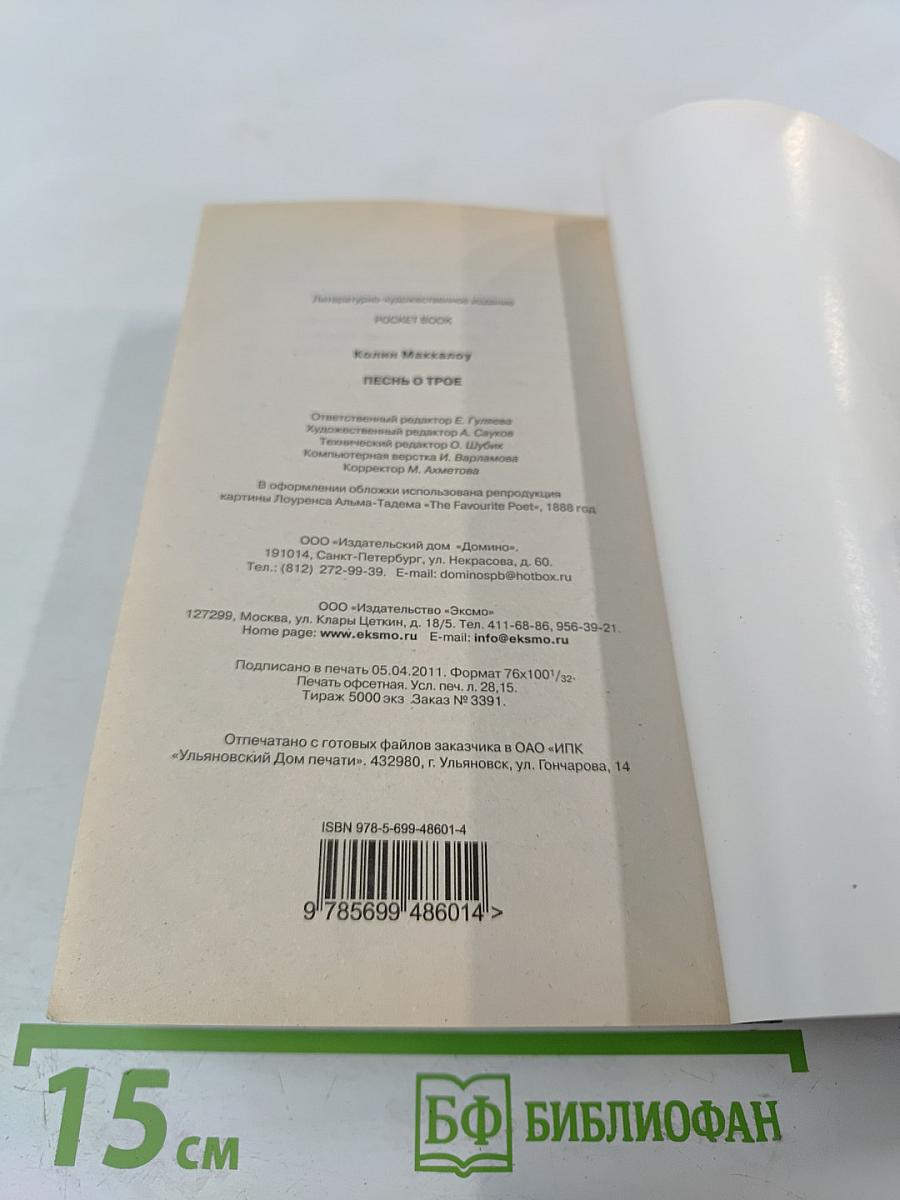 Литературно-художественное издание
POCKET BOOK
Колин Маккалоу
ПЕСНЬ О ТРОЕ
Ответственный редактор Е. Гуляева
Художественный редактор А. Сауков
Технический редактор О. Шубик
Компьютерная верстка И. Варламова
Корректор М. Ахметова
В оформлении обложки использована репродукция
картины Лоуренса Альма-Тадема «The Favourite Poet», 1888 год
ООО «Издательский дом «Домино».
191014, Санкт-Петербург, ул. Некрасова, д. 60.
Тел.: (812) 272-99-39. E-mail: dominospb@hotbox.ru
ООО «Издательство «Эксмо»
127299, Москва, ул. Клары Цеткин, д. 18/5. Тел. 411-68-86, 956-39-21.
Home page: www.eksmo.ru E-mail: info@eksmo.ru
Подписано в печать 05.04.2011. Формат 76x100 1/32.
Печать офсетная. Усл. печ. л. 28,15.
Тираж 5000 экз Заказ № 3391.
Отпечатано с готовых файлов заказчика в ОАО «ИПК
«Ульяновский Дом печати». 432980, г. Ульяновск, ул. Гончарова, 14
ISBN 978-5-699-48601-4
9 785699 486014 >
15 см
БФ БИБЛИОФАН